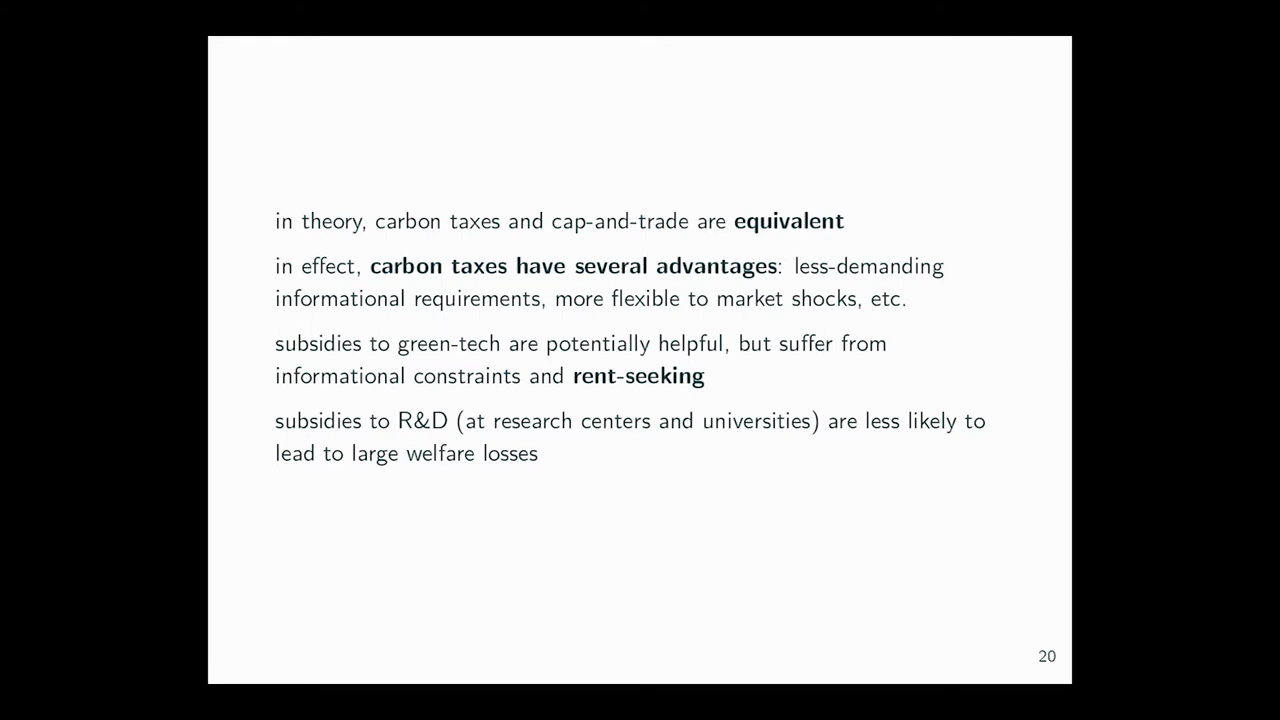 in theory, carbon taxes and cap-and-trade are equivalent
in effect, carbon taxes have several advantages: less-demanding
informational requirements, more flexible to market shocks, etc.
subsidies to green-tech are potentially helpful, but suffer from
informational constraints and rent-seeking
subsidies to R&D (at research centers and universities) are less likely to
lead to large welfare losses
20